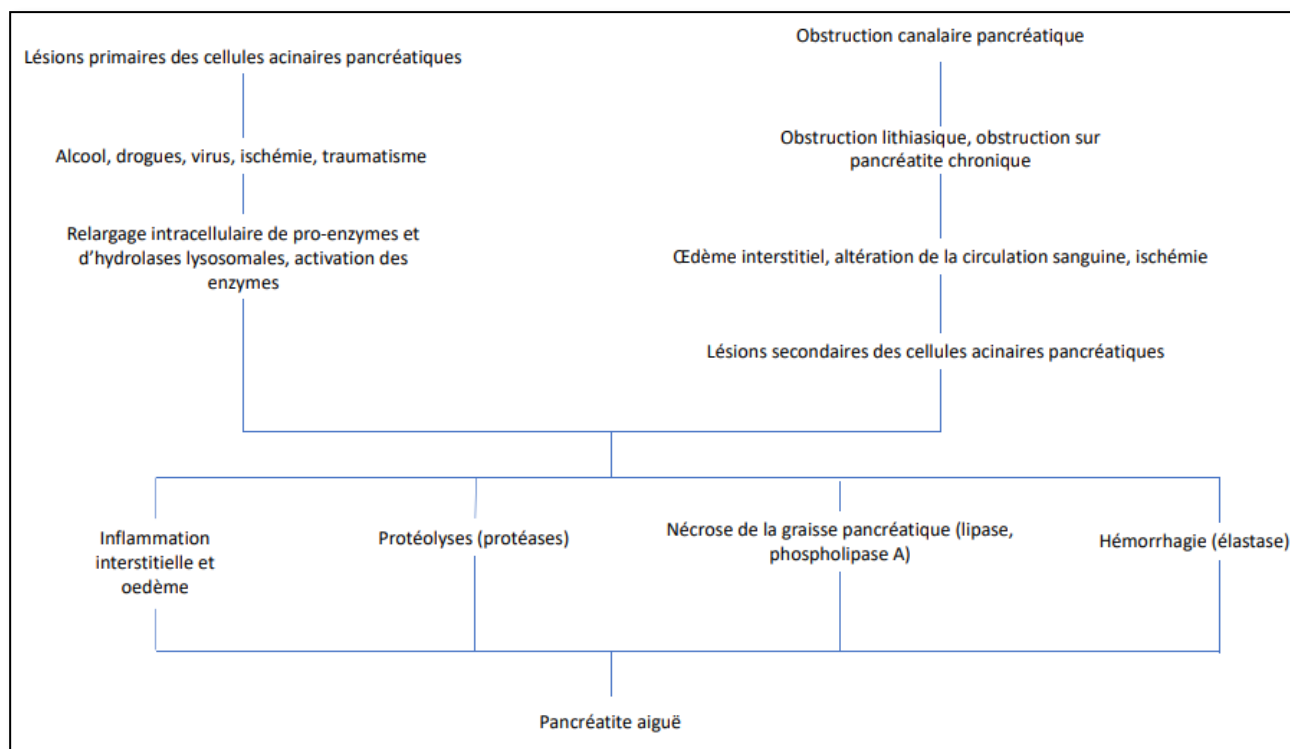 Lésions primaires des cellules acinaires pancréatiques
Alcool, drogues, virus, ischémie, traumatisme
Relargage intracellulaire de pro-enzymes et
d’hydrolases lysosomales, activation des
enzymes
Obstruction canalaire pancréatique
Obstruction lithiasique, obstruction sur
pancréatite chronique
Œdème interstitiel, altération de la circulation sanguine, ischémie
Lésions secondaires des cellules acinaires pancréatiques
Inflammation
interstitielle et
oedème
Protéolyses (protéases)
Nécrose de la graisse pancréatique (lipase,
phospholipase A)
Hémorrhagie (élastase)
Pancréatite aiguë